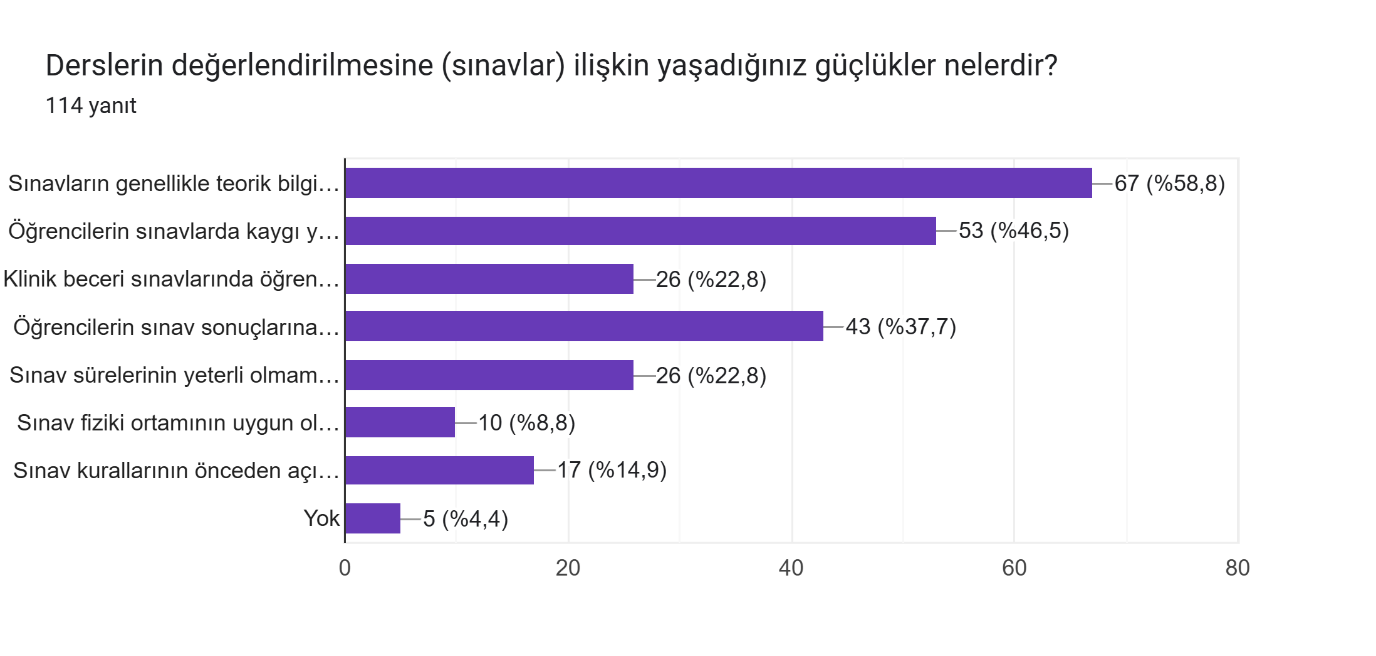 Derslerin değerlendirilmesine (sınavlar) ilişkin yaşadığınız güçlükler nelerdir?
114 yanıt
Sınavların genellikle teorik bilgi… 67 (%58,8)
Öğrencilerin sınavlarda kaygı y… 53 (%46,5)
Klinik beceri sınavlarında öğren… 26 (%22,8)
Öğrencilerin sınav sonuçlarına… 43 (%37,7)
Sınav sürelerinin yeterli olmam… 26 (%22,8)
Sınav fiziki ortamının uygun ol… 10 (%8,8)
Sınav kurallarının önceden açı… 17 (%14,9)
Yok 5 (%4,4)
0 20 40 60 80